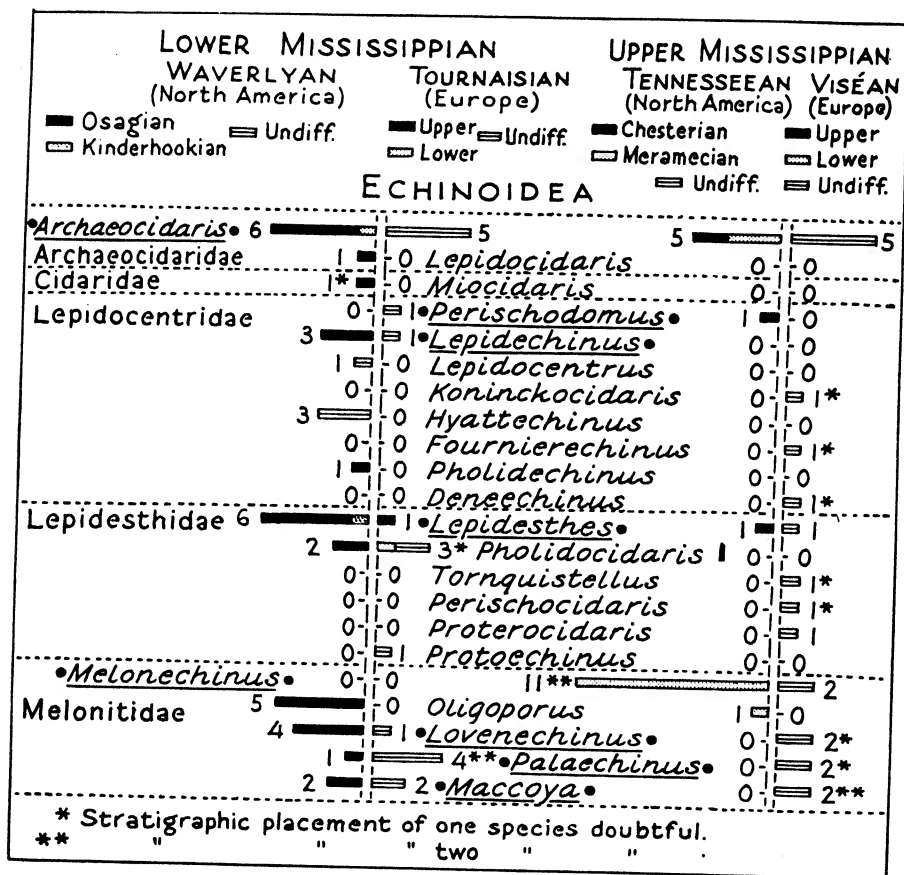 LOWER MISSISSIPPIAN UPPER MISSISSIPPIAN
WAVERLYAN TOURNAISIAN TENNESSEEAN VISÉAN
(North America) (Europe) (North America) (Europe)
Osagian Undiff. Upper Undiff. Chesterian Upper
Kinderhookian Lower Meramecian Lower
Undiff. Undiff.
ECHINOIDEA
•Archaeocidaris• 6 5 5 5
Archaeocidaridae 1 0 Lepidocidaris 0 0
Cidaridae 1* 0 Miocidaris 0 0
Lepidocentridae 0 1 •Perischodomus• 1 0
3 1 •Lepidechinus• 0 0
1 0 Lepidocentrus 0 0
0 0 Koninckocidaris 0 1*
3 0 Hyattechinus 0 0
0 0 Fournierechinus 0 1*
1 0 Pholidechinus 0 0
0 0 Deneechinus 0 1*
Lepidesthidae 6 1 •Lepidesthes• 1 1
2 3* Pholidocidaris 1 0 0
0 0 Tornquistellus 0 1*
0 0 Perischocidaris 0 1*
0 0 Proterocidaris 0 1
0 1 Protoechinus 0 0
•Melonechinus• 0 0 11** 2
Melonitidae 5 0 Oligoporus 1 0
4 1 •Lovenechinus• 0 2*
1 4** •Palaechinus• 0 2*
2 2 •Maccoya• 0 2**
* Stratigraphic placement of one species doubtful.
** " " " two " " .